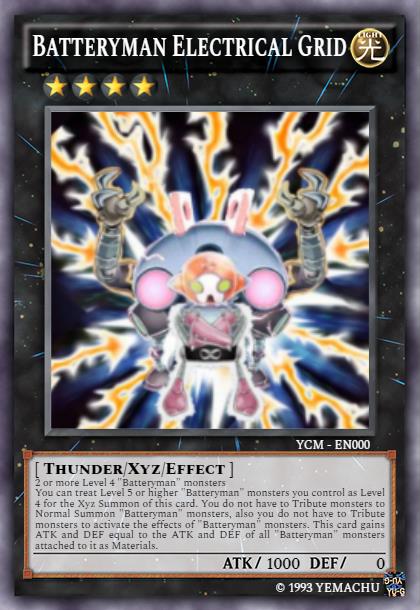 BATTERYMAN ELECTRICAL GRID
LIGHT
光
YCM - EN000
[ THUNDER/XYZ/EFFECT ]
2 or more Level 4 "Batteryman" monsters
You can treat Level 5 or higher "Batteryman" monsters you control as Level
4 for the Xyz Summon of this card. You do not have to Tribute monsters to
Normal Summon "Batteryman" monsters, also you do not have to Tribute
monsters to activate the effects of "Batteryman" monsters. This card gains
ATK and DEF equal to the ATK and DEF of all "Batteryman" monsters
attached to it as Materials.
ATK/ 1000 DEF/ 0
© 1993 YEMACHU